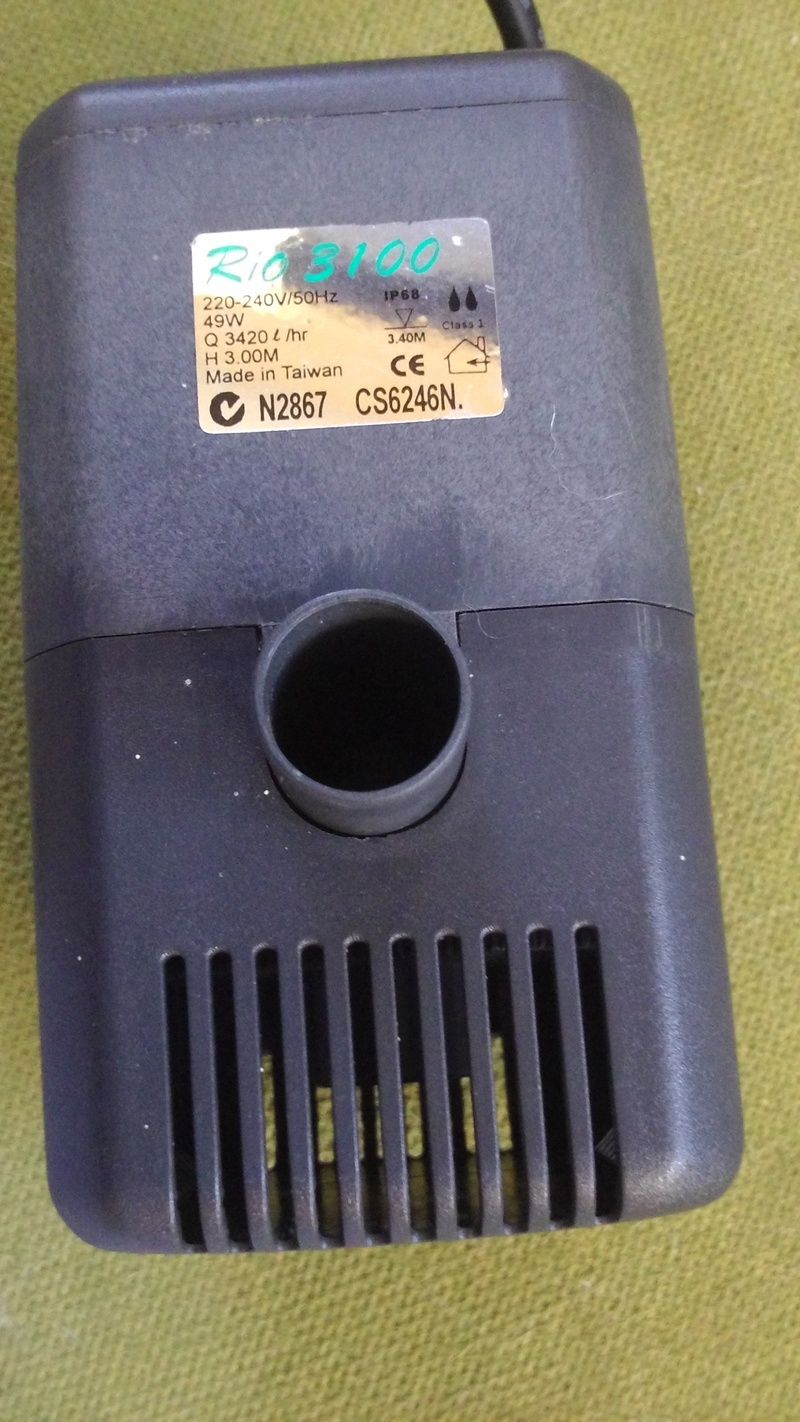 Rio 3100
220-240V/50Hz
49W
Q 3420 ℓ/hr
H 3.00M
Made in Taiwan
IP68
3.40M
Class 1
CE
N2867 CS6246N.